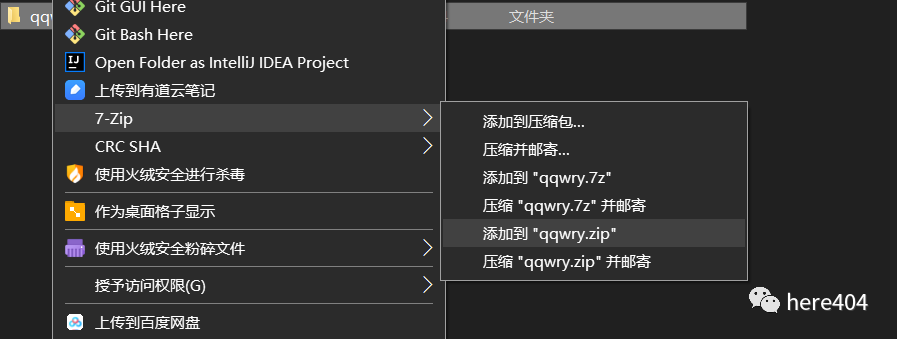 qqw
文件夹
Git GUI Here
Git Bash Here
Open Folder as IntelliJ IDEA Project
上传到有道云笔记
7-Zip
CRC SHA
使用火绒安全进行杀毒
作为桌面格子显示
使用火绒安全粉碎文件
授予访问权限(G)
上传到百度网盘
添加到压缩包...
压缩并邮寄...
添加到 "qqwry.7z"
压缩 "qqwry.7z" 并邮寄
添加到 "qqwry.zip"
压缩 "qqwry.zip" 并邮寄
here404